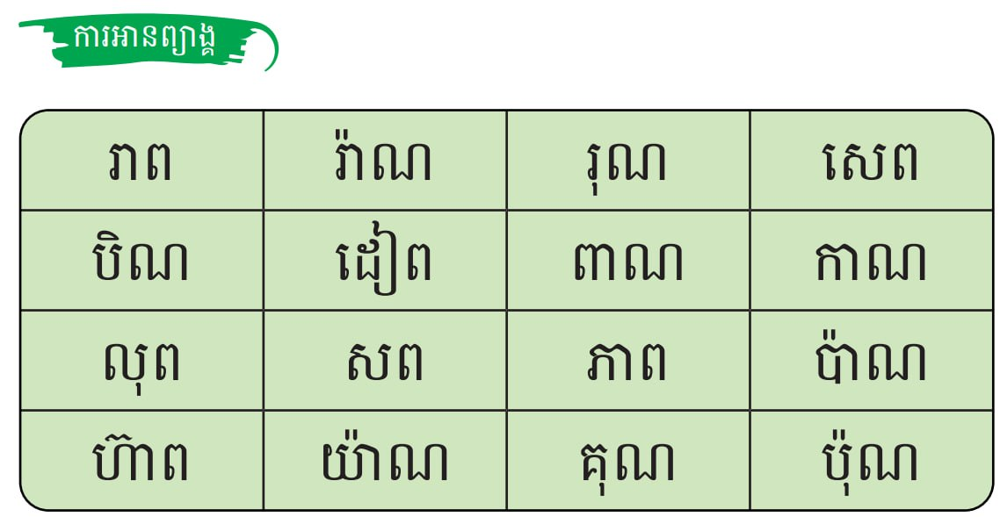 ការអានព្យាង្គ
រាព រ៉ាណ រុណ សេព
បិណ ដៀព ពាណ កាណ
លុព សព ភាព ប៉ាណ
ហ៊ាព យ៉ាណ គុណ ប៉ុណ